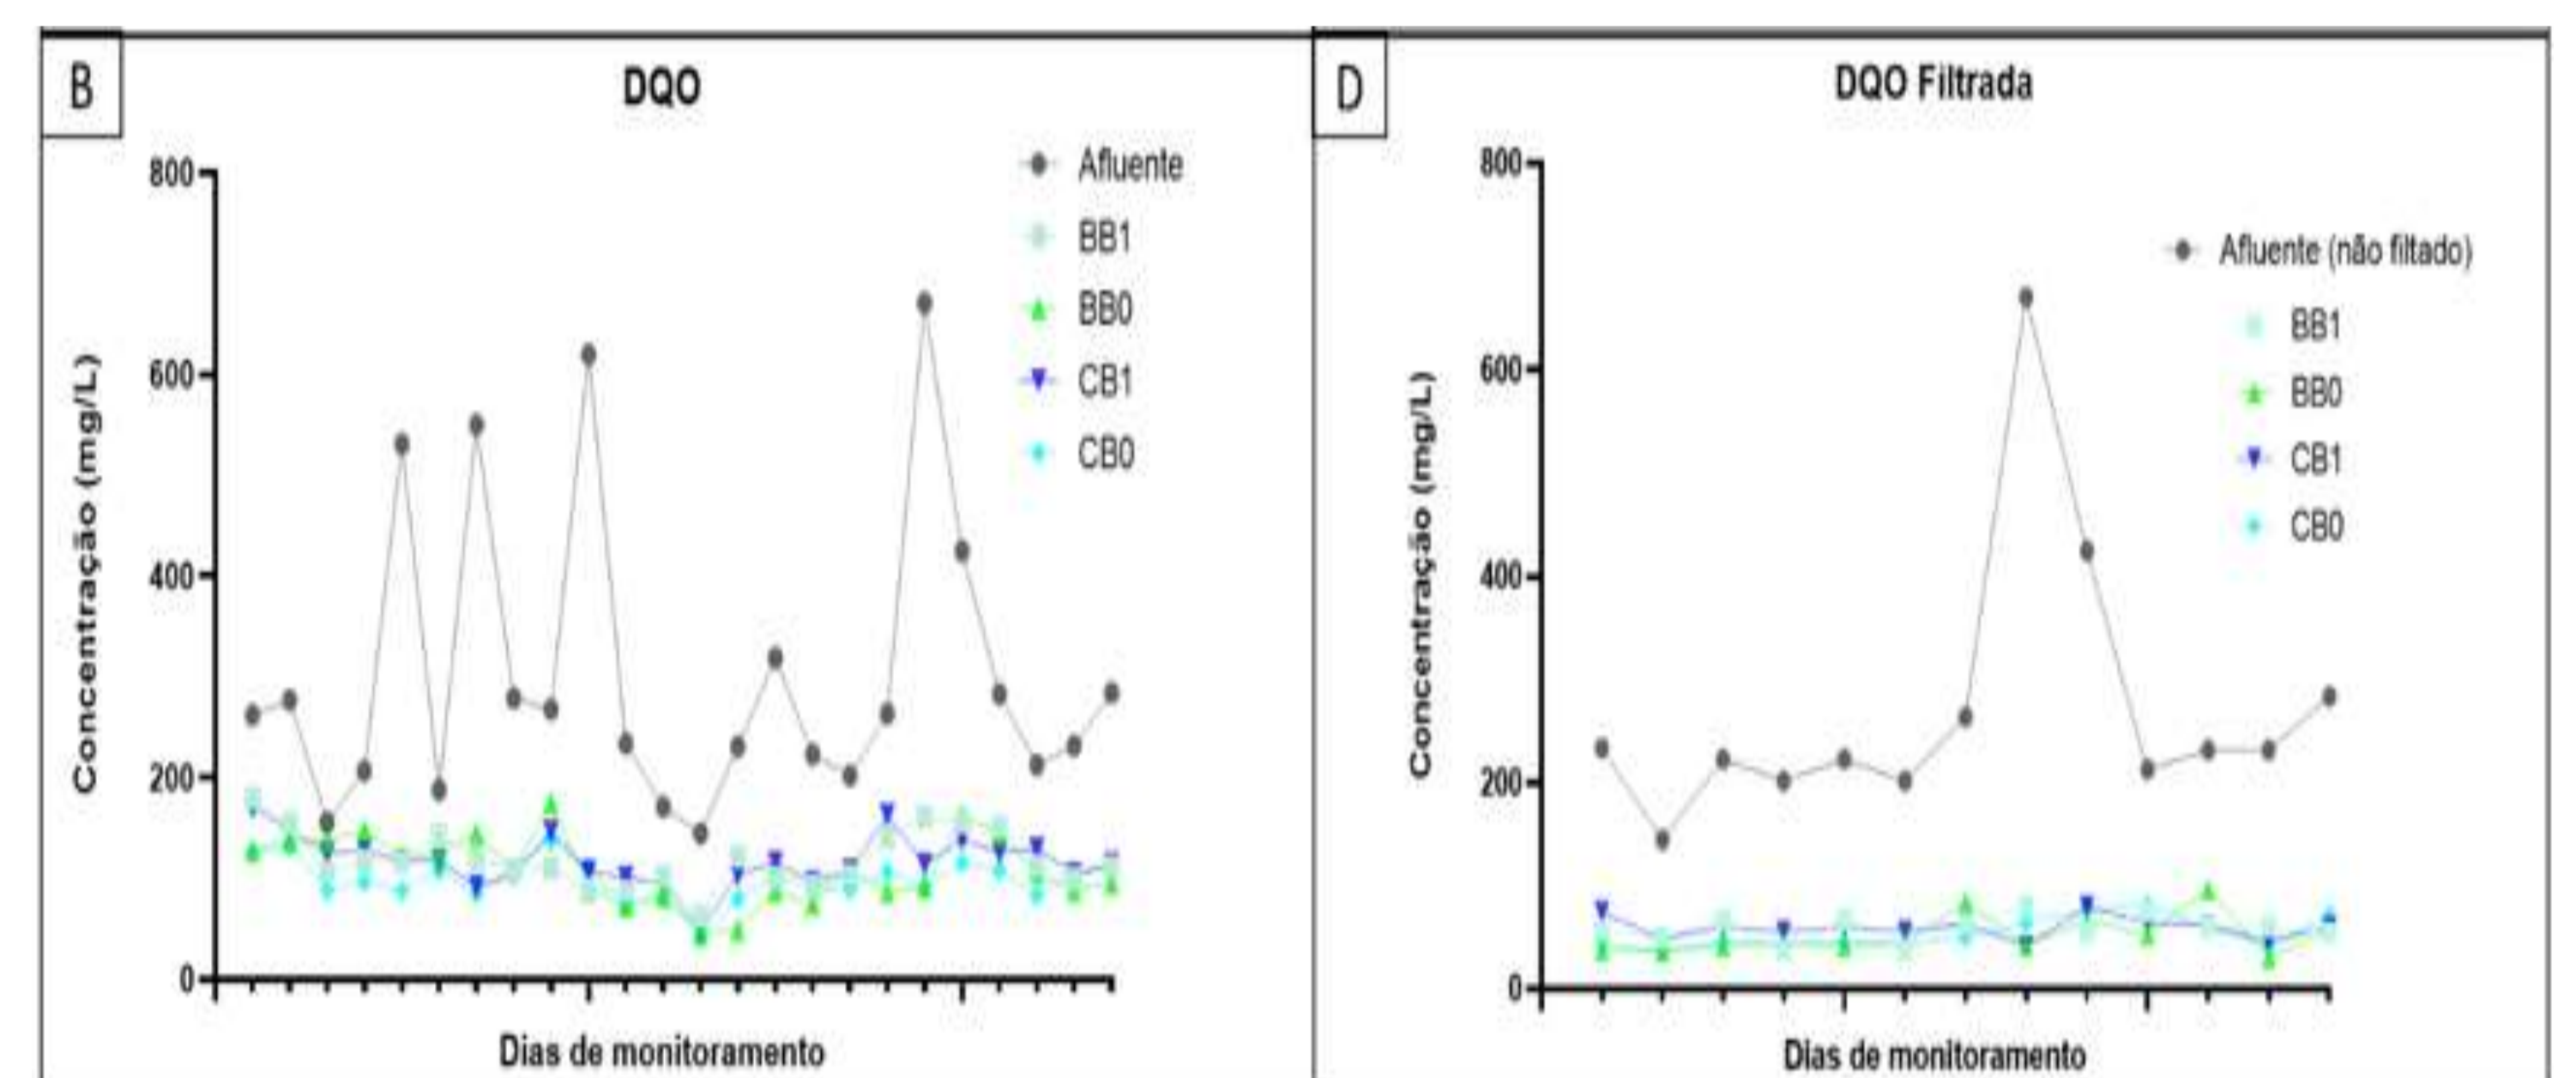 B
DQO
Concentração (mg/L)
800
600
400
200
0
Afluente
BB1
BB0
CB1
CB0
Dias de monitoramento
D
DQO Filtrada
Concentração (mg/L)
800
600
400
200
0
Afluente (não filtado)
BB1
BB0
CB1
CB0
Dias de monitoramento